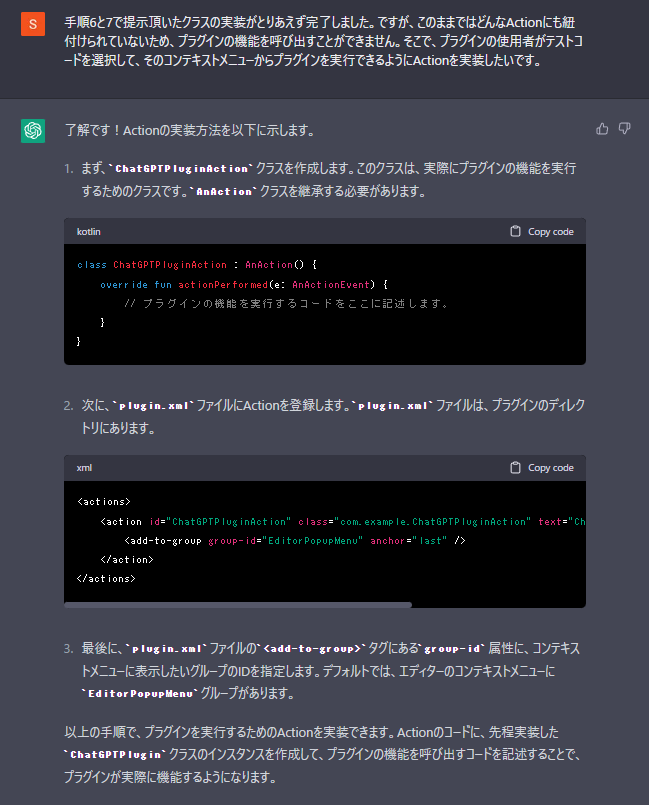 S
手順6と7で提示頂いたクラスの実装がとりあえず完了しました。ですが、このままではどんなActionにも紐
付けられていないため、プラグインの機能を呼び出すことができません。そこで、プラグインの使用者がテストコ
ードを選択して、そのコンテキストメニューからプラグインを実行できるようにActionを実装したいです。
了解です！Actionの実装方法を以下に示します。
1. まず、`ChatGPTPluginAction`クラスを作成します。このクラスは、実際にプラグインの機能を実行
するためのクラスです。`AnAction`クラスを継承する必要があります。
kotlin Copy code
class ChatGPTPluginAction : AnAction() {
override fun actionPerformed(e: AnActionEvent) {
// プラグインの機能を実行するコードをここに記述します。
}
}
2. 次に、`plugin.xml`ファイルにActionを登録します。`plugin.xml`ファイルは、プラグインのディレク
トリにあります。
xml Copy code
<actions>
<action id="ChatGPTPluginAction" class="com.example.ChatGPTPluginAction" text="Ch
<add-to-group group-id="EditorPopupMenu" anchor="last" />
</action>
</actions>
3. 最後に、`plugin.xml`ファイルの`<add-to-group>`タグにある`group-id`属性に、コンテキス
トメニューに表示したいグループのIDを指定します。デフォルトでは、エディターのコンテキストメニューに
`EditorPopupMenu`グループがあります。
以上の手順で、プラグインを実行するためのActionを実装できます。Actionのコードに、先程実装した
`ChatGPTPlugin`クラスのインスタンスを作成して、プラグインの機能を呼び出すコードを記述することで、
プラグインが実際に機能するようになります。